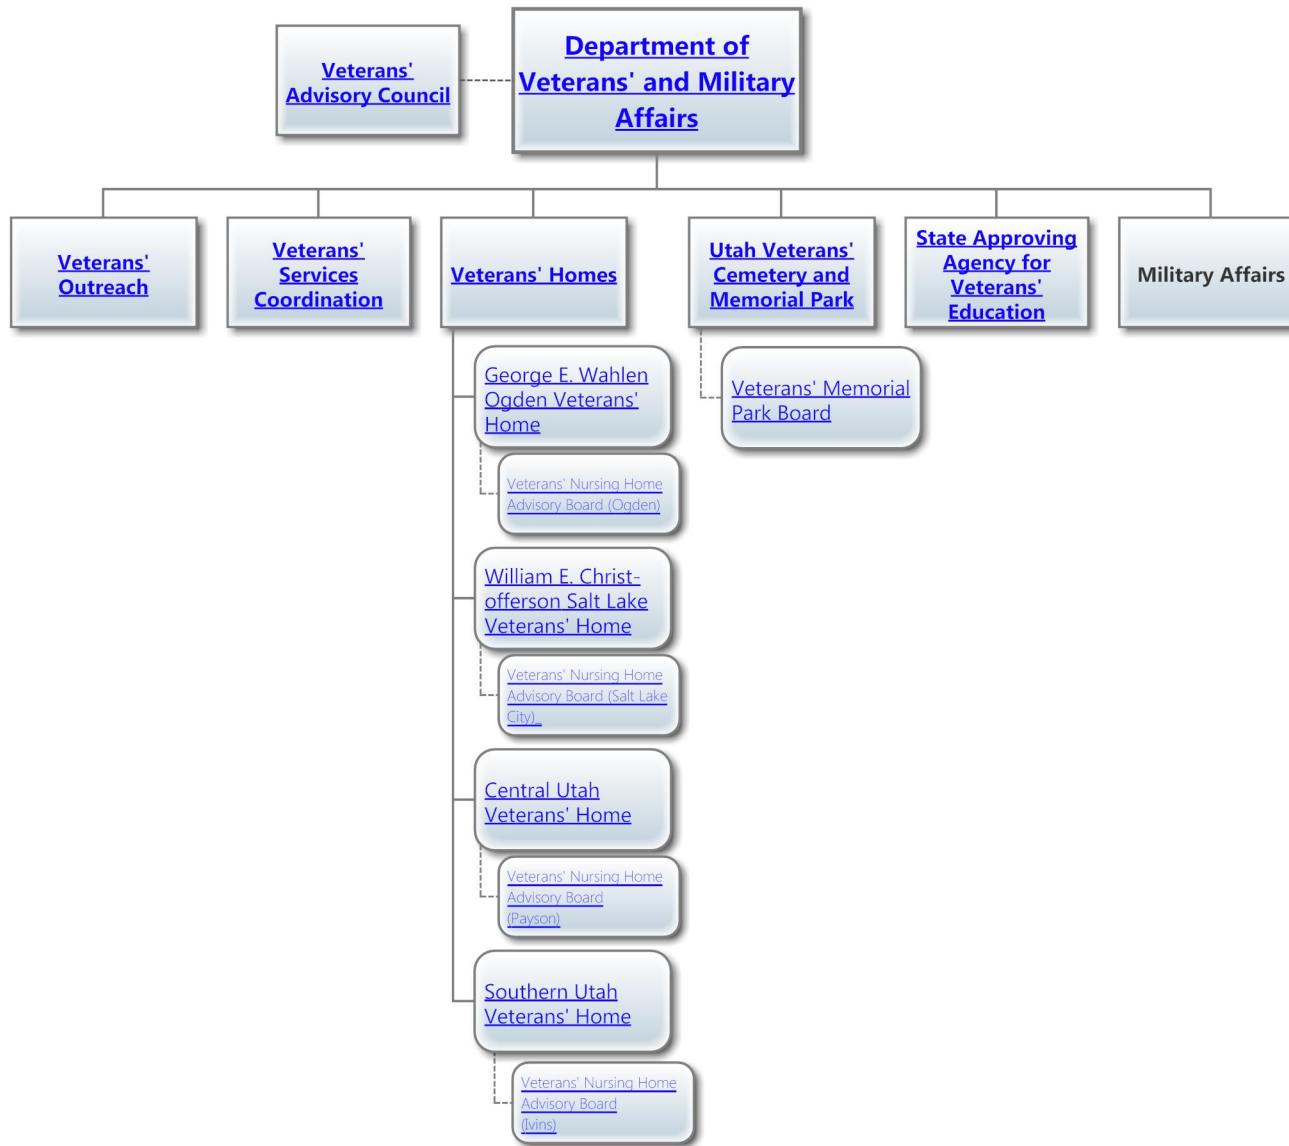 Veterans'
Advisory Council
Department of
Veterans' and Military
Affairs
Veterans'
Outreach
Veterans'
Services
Coordination
Veterans' Homes
Utah Veterans'
Cemetery and
Memorial Park
State Approving
Agency for
Veterans'
Education
Military Affairs
George E. Wahlen
Ogden Veterans'
Home
Veterans' Nursing Home
Advisory Board (Ogden)
William E. Christ-
offerson Salt Lake
Veterans' Home
Veterans' Nursing Home
Advisory Board (Salt Lake
City)_
Central Utah
Veterans' Home
Veterans' Nursing Home
Advisory Board
(Payson)
Southern Utah
Veterans' Home
Veterans' Nursing Home
Advisory Board
(Ivins)
Veterans' Memorial
Park Board